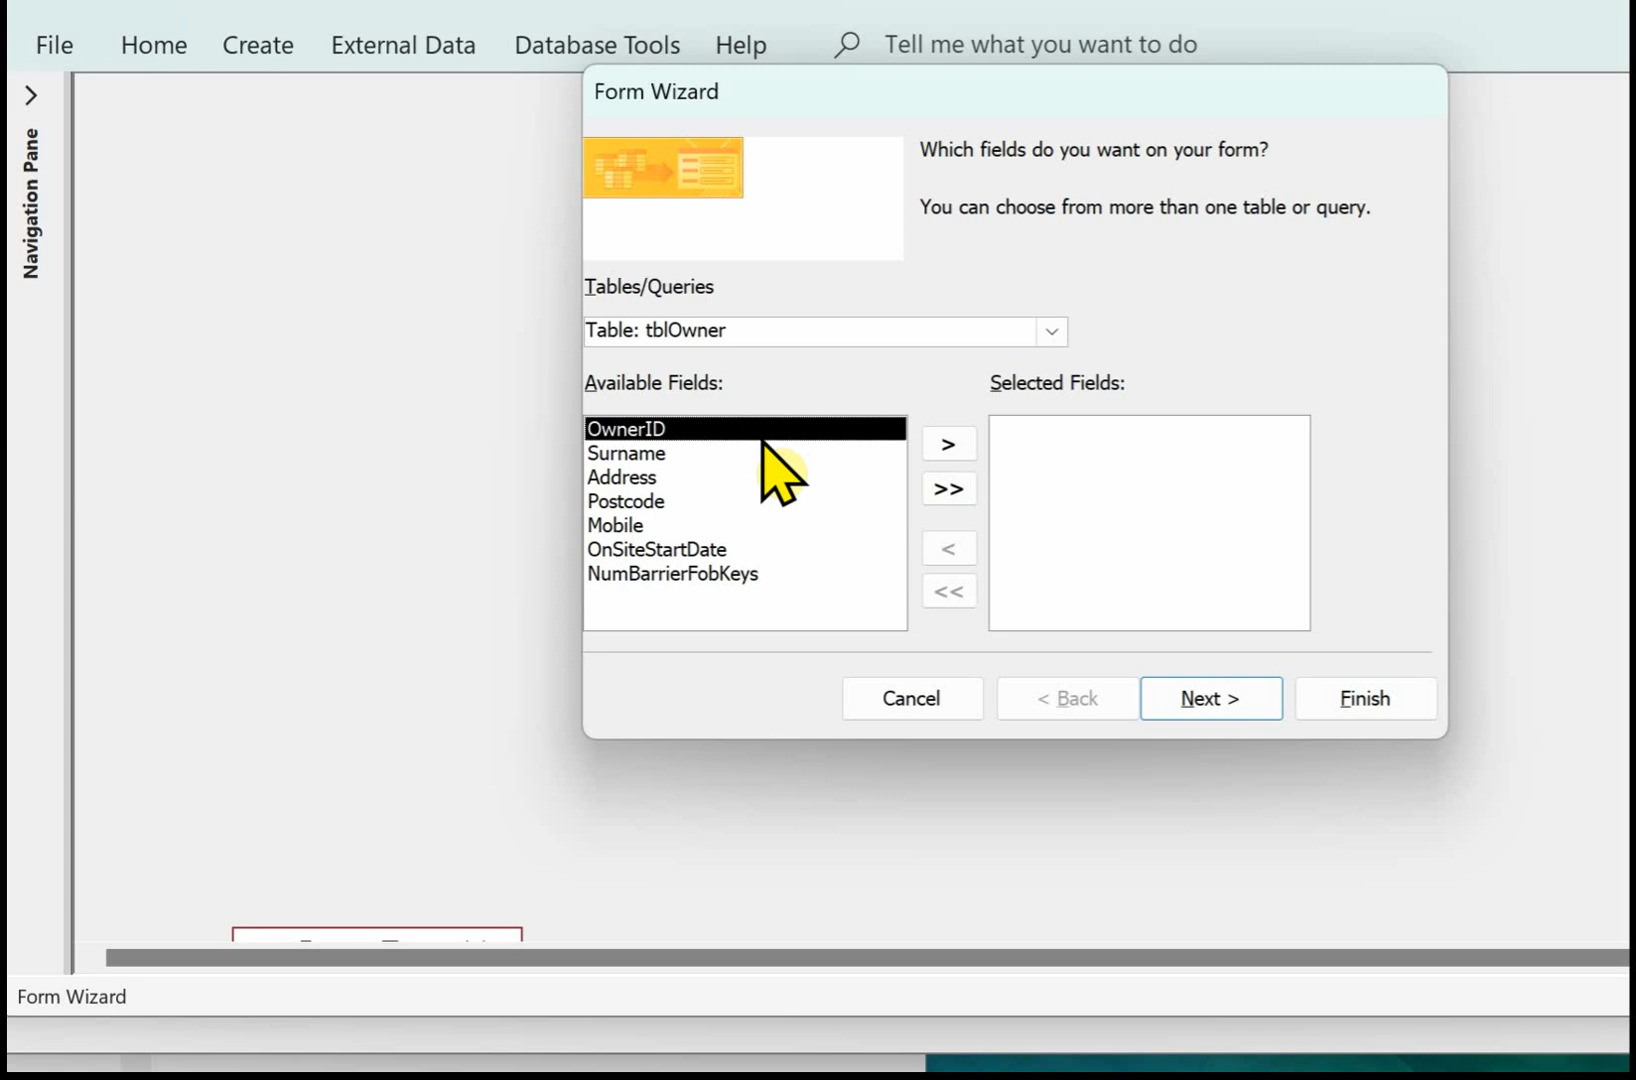 File Home Create External Data Database Tools Help Tell me what you want to do
Navigation Pane
Form Wizard
Which fields do you want on your form?
You can choose from more than one table or query.
Tables/Queries
Table: tblOwner
Available Fields:
Selected Fields:
OwnerID
Surname
Address
Postcode
Mobile
OnSiteStartDate
NumBarrierFobKeys
>
>>
<
<<
Cancel < Back Next > Finish
Form Wizard